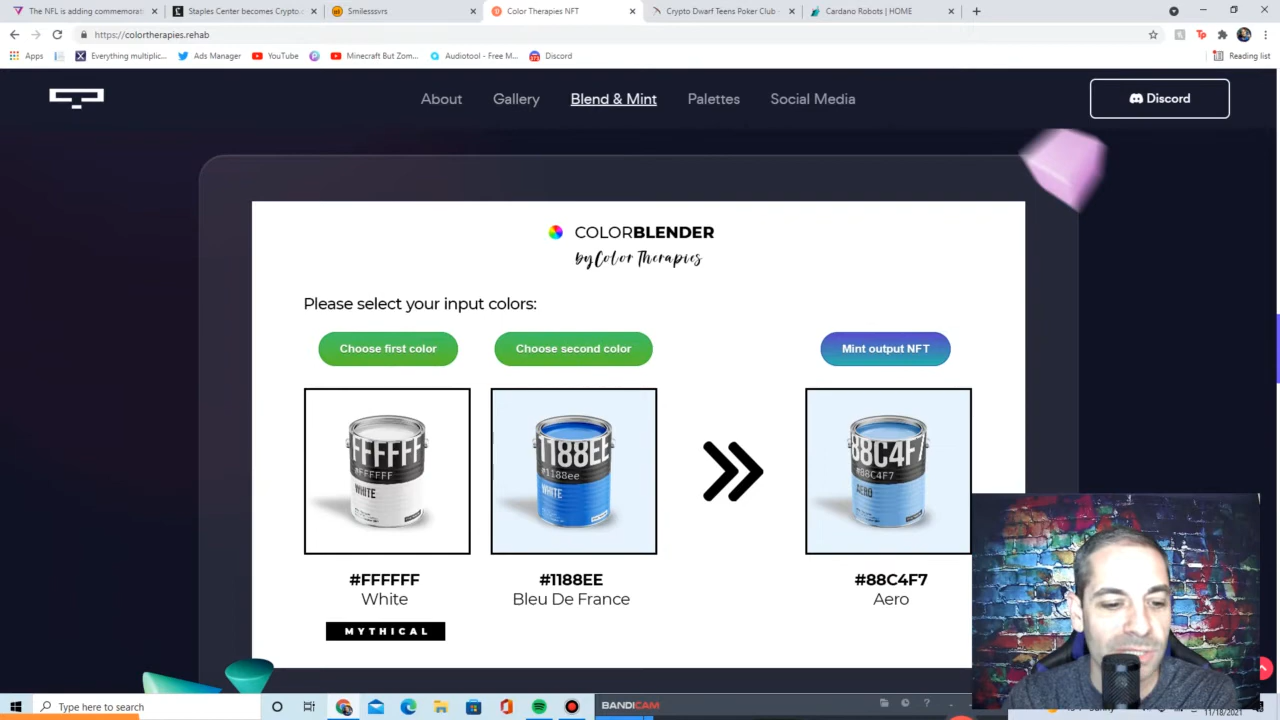 The NFL is adding commemorati
Staples Center becomes Crypto.c
Smilesssvrs
Color Therapies NFT
Crypto Dwarf Teens Poker Club -
Cardano Robots | HOME
https://colortherapies.rehab
Apps
Everything multiplic...
Ads Manager
YouTube
Minecraft But Zom...
Audiotool - Free M...
Discord
Reading list
About
Gallery
Blend & Mint
Palettes
Social Media
Discord
COLORBLENDER
by Color Therapies
Please select your input colors:
Choose first color
Choose second color
Mint output NFT
FFFFFF
#FFFFFF
WHITE
1188EE
#1188ee
WHITE
88C4F7
#88C4F7
AERO
#FFFFFF
White
MYTHICAL
#1188EE
Bleu De France
#88C4F7
Aero
Type here to search
BANDICAM
11/18/2021